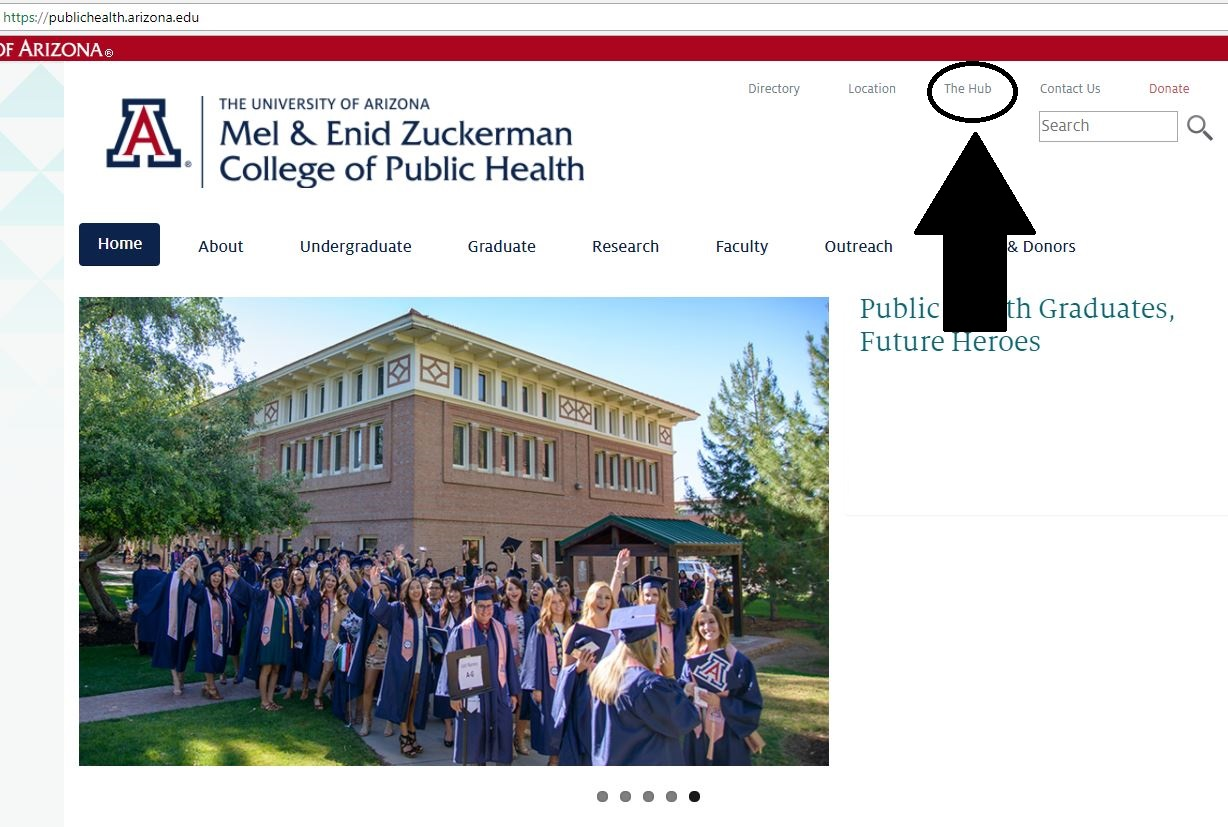 https://publichealth.arizona.edu
OF ARIZONA®
Directory Location The Hub Contact Us Donate
THE UNIVERSITY OF ARIZONA
Mel & Enid Zuckerman
College of Public Health
A
®
Search
Home About Undergraduate Graduate Research Faculty Outreach & Donors
Public th Graduates,
Future Heroes
A-G
A